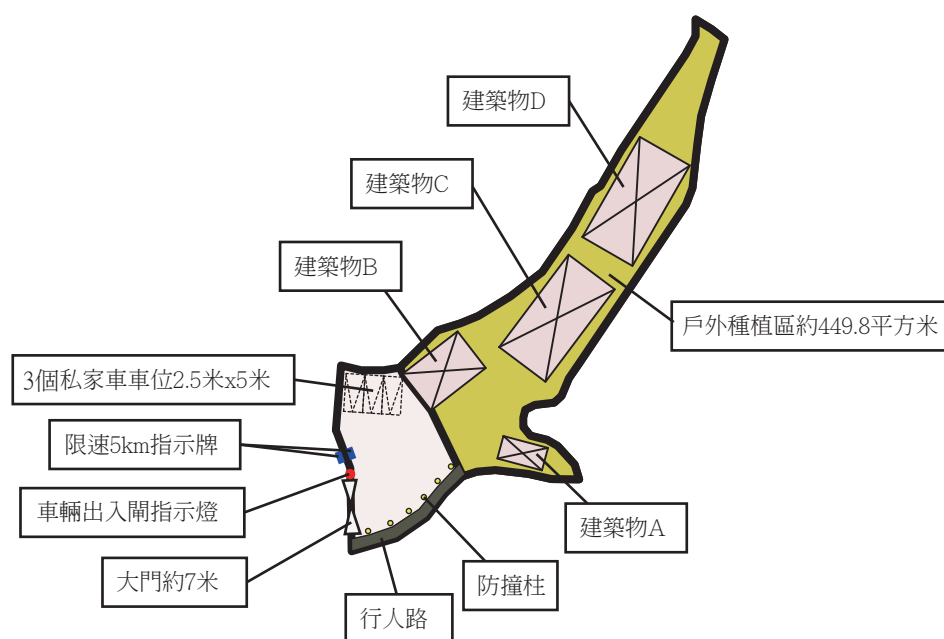 建築物D
建築物C
建築物B
戶外種植區約449.8平方米
3個私家車車位2.5米x5米
限速5km指示牌
車輛出入閘指示燈
建築物A
大門約7米
防撞柱
行人路